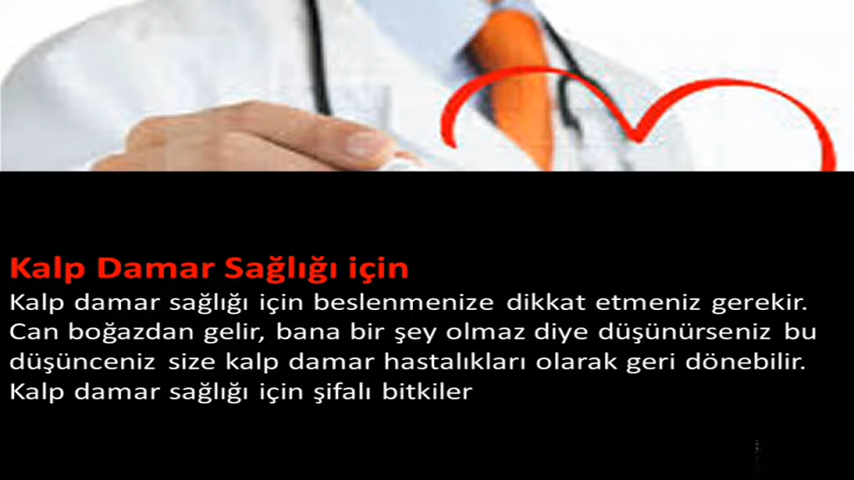 Kalp Damar Sağlığı için
Kalp damar sağlığı için beslenmenize dikkat etmeniz gerekir.
Can boğazdan gelir, bana bir şey olmaz diye düşünürseniz bu
düşünceniz size kalp damar hastalıkları olarak geri dönebilir.
Kalp damar sağlığı için şifalı bitkiler